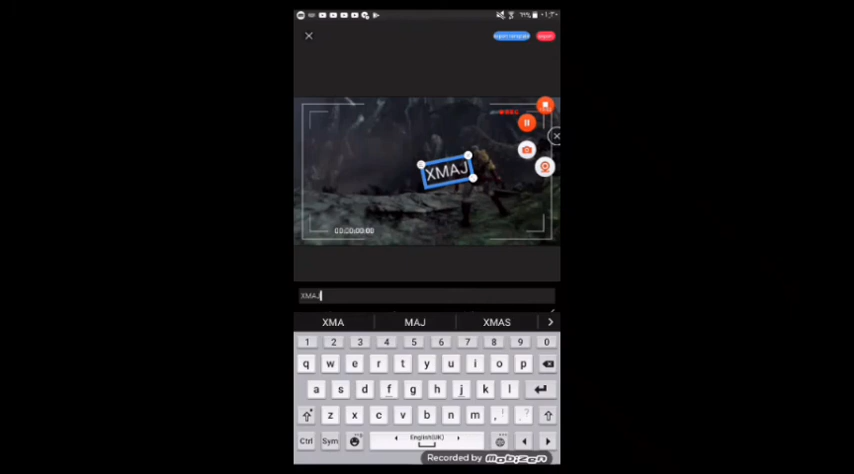 XMAJ
00:00:00:00
XMAJ
XMA MAJ XMAS
1 2 3 4 5 6 7 8 9 0
q w e r t y u i o p
a s d f g h j k l
z x c v b n m , . ?
Ctrl Sym English(UK)
Recorded by mobizen